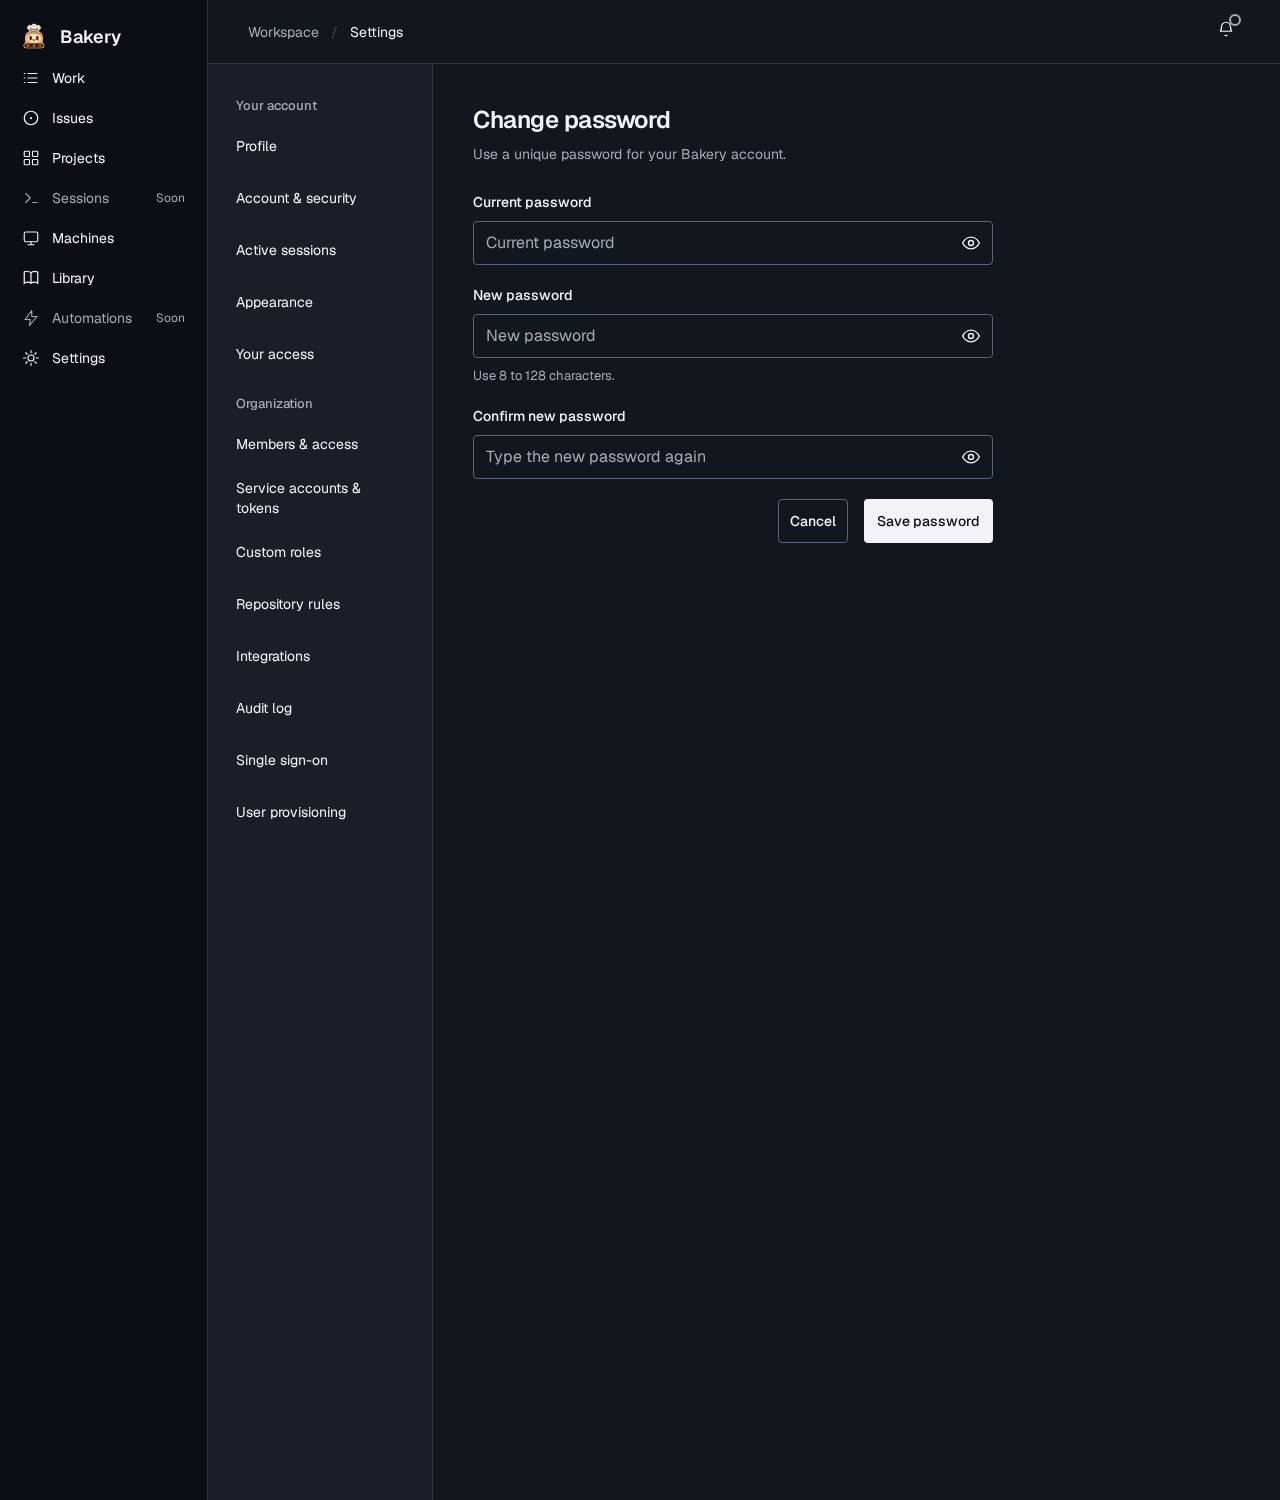 Bakery
Work
Issues
Projects
Sessions Soon
Machines
Library
Automations Soon
Settings
Workspace / Settings
Your account
Profile
Account & security
Active sessions
Appearance
Your access
Organization
Members & access
Service accounts &
tokens
Custom roles
Repository rules
Integrations
Audit log
Single sign-on
User provisioning
Change password
Use a unique password for your Bakery account.
Current password
Current password
New password
New password
Use 8 to 128 characters.
Confirm new password
Type the new password again
Cancel Save password